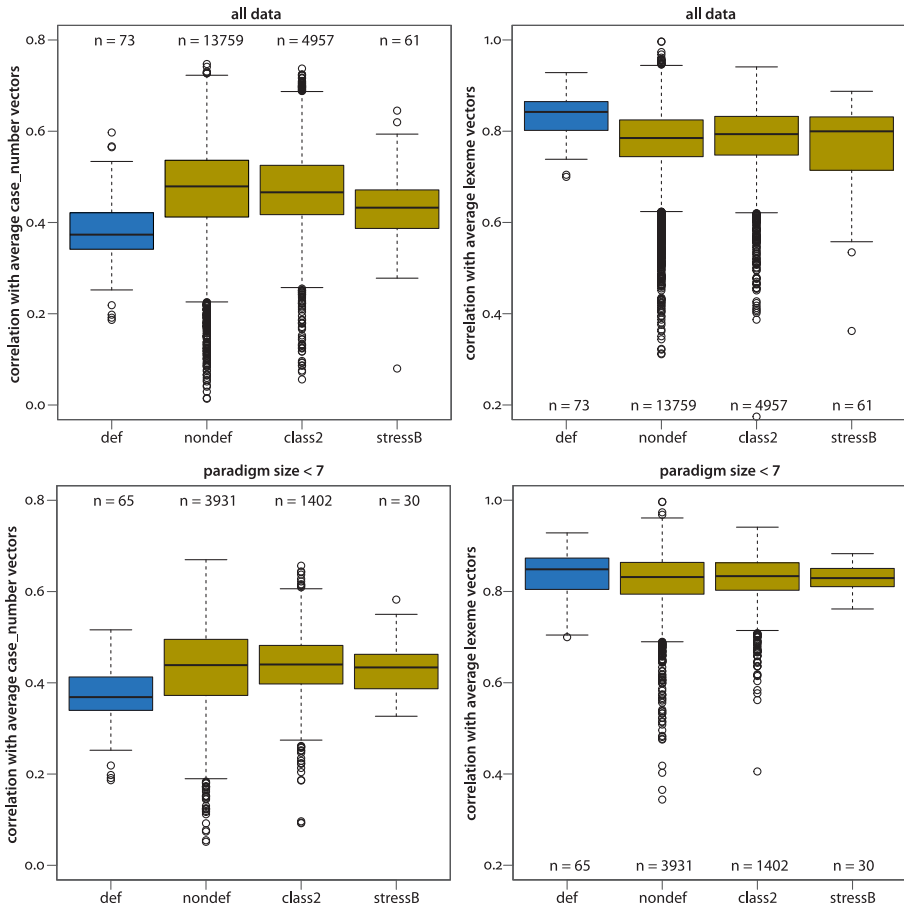 all data
correlation with average case_number vectors
0.8
0.6
0.4
0.2
0.0
n = 73 n = 13759 n = 4957 n = 61
def nondef class2 stressB
all data
correlation with average lexeme vectors
1.0
0.8
0.6
0.4
0.2
n = 73 n = 13759 n = 4957 n = 61
def nondef class2 stressB
paradigm size < 7
correlation with average case_number vectors
0.8
0.6
0.4
0.2
0.0
n = 65 n = 3931 n = 1402 n = 30
def nondef class2 stressB
paradigm size < 7
correlation with average lexeme vectors
1.0
0.8
0.6
0.4
0.2
n = 65 n = 3931 n = 1402 n = 30
def nondef class2 stressB